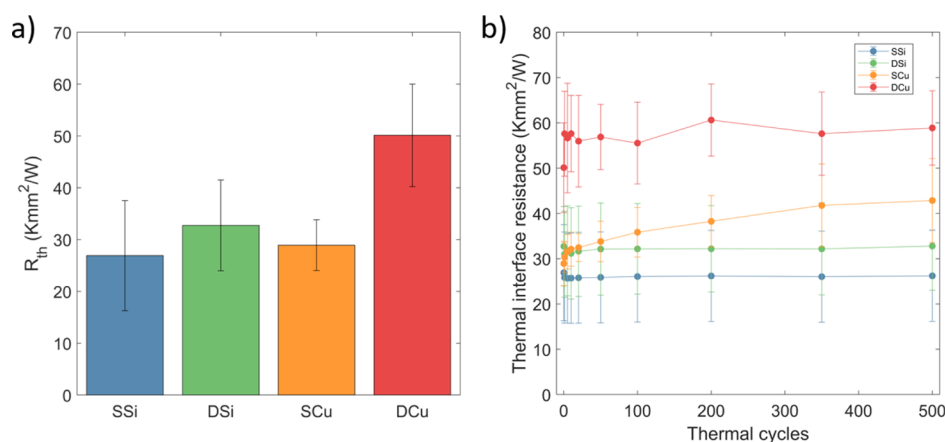 a)
70
60
50
40
30
20
10
0
R_th (Kmm²/W)
SSi DSi SCu DCu
b)
80
70
60
50
40
30
20
10
0
Thermal interface resistance (Kmm²/W)
SSi
DSi
SCu
DCu
0 100 200 300 400 500
Thermal cycles